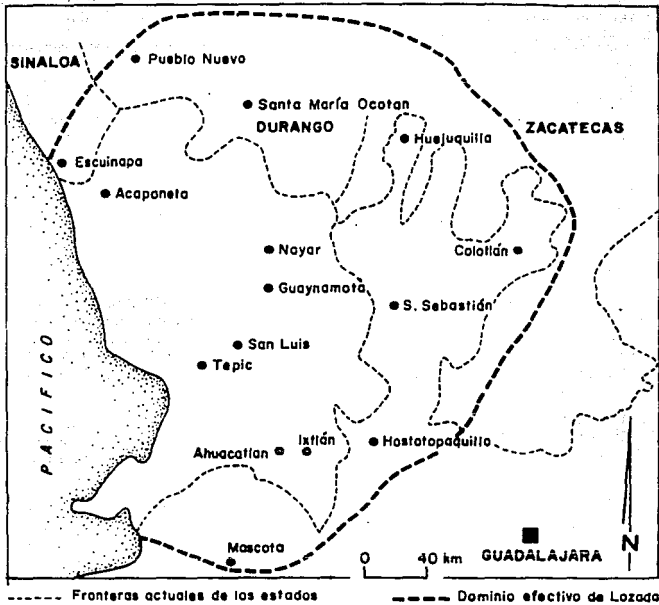 SINALOA
Pueblo Nuevo
Santa María Ocotan
DURANGO
ZACATECAS
Huejuquilla
Escuinapa
Acaponeta
Nayar
Colotlán
Guaynamota
S. Sebastián
San Luis
Tepic
PACIFICO
Ixtlán
Ahuacatlan
Hostotopaquillo
Mascota
0 40 km
GUADALAJARA
N
Fronteras actuales de los estados
Dominio efectivo de Lozada